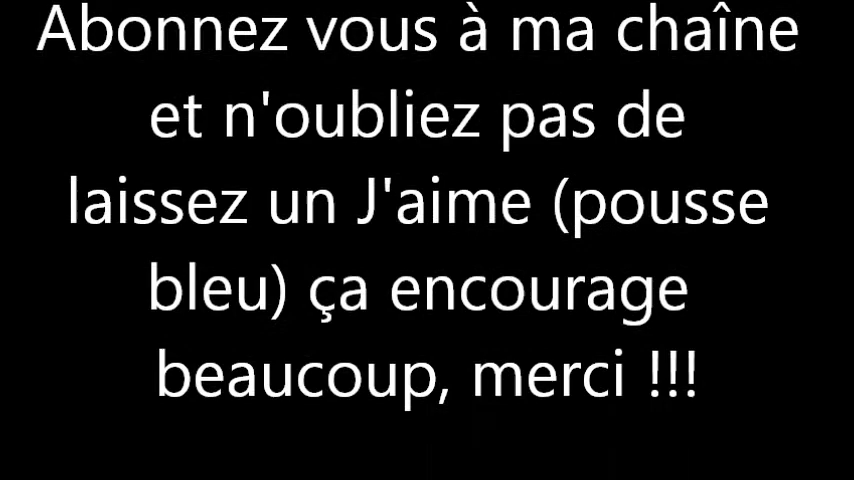 Abonnez vous à ma chaîne
et n'oubliez pas de
laissez un J'aime (pousse
bleu) ça encourage
beaucoup, merci !!!